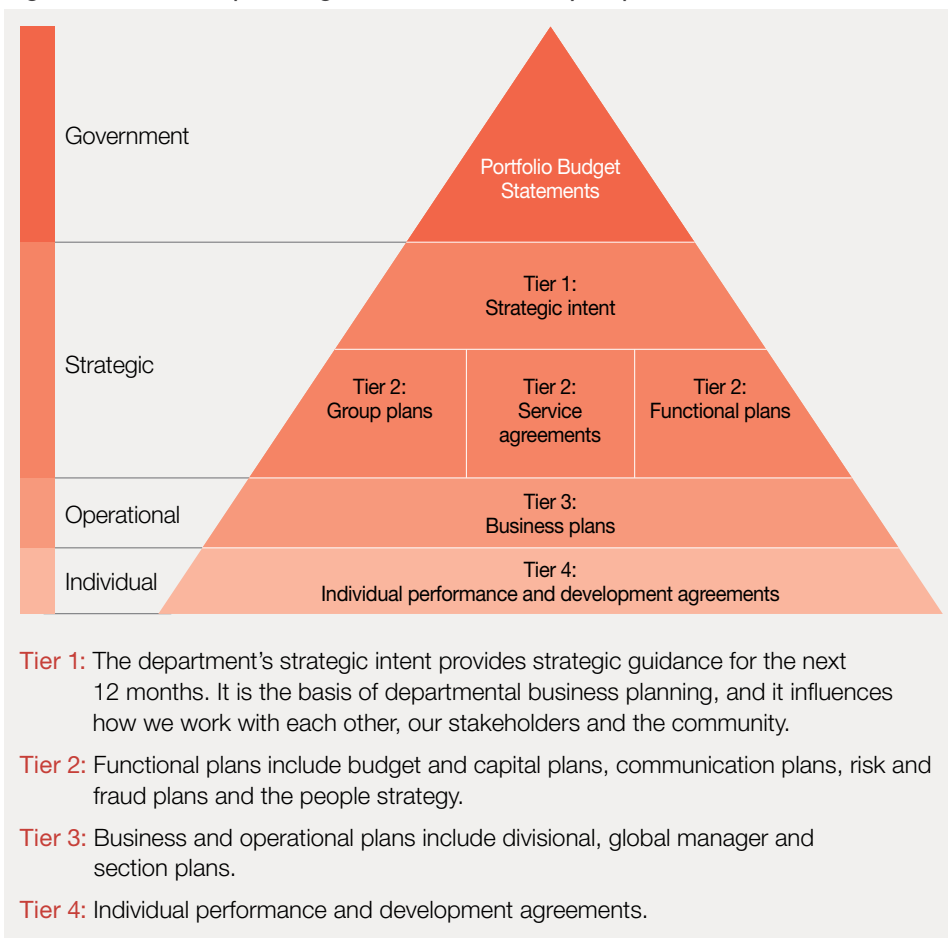 Government
Portfolio Budget
Statements
Strategic
Tier 1:
Strategic intent
Tier 2:
Group plans
Tier 2:
Service
agreements
Tier 2:
Functional plans
Operational
Tier 3:
Business plans
Individual
Tier 4:
Individual performance and development agreements
Tier 1: The department’s strategic intent provides strategic guidance for the next
12 months. It is the basis of departmental business planning, and it influences
how we work with each other, our stakeholders and the community.
Tier 2: Functional plans include budget and capital plans, communication plans, risk and
fraud plans and the people strategy.
Tier 3: Business and operational plans include divisional, global manager and
section plans.
Tier 4: Individual performance and development agreements.